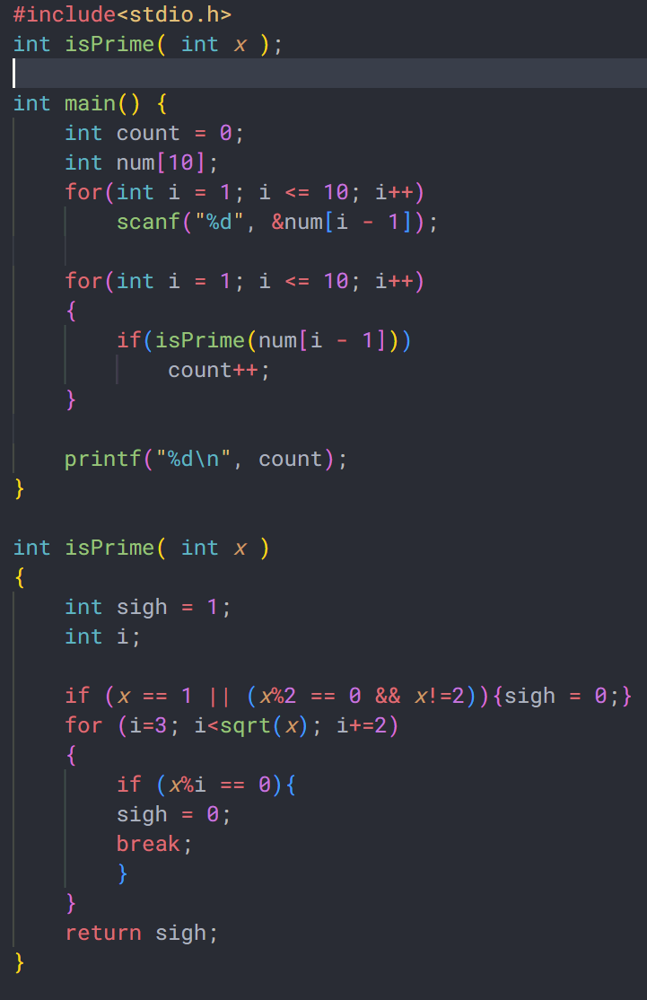 #include<stdio.h>
int isPrime( int x );
int main() {
    int count = 0;
    int num[10];
    for(int i = 1; i <= 10; i++)
        scanf("%d", &num[i - 1]);
    for(int i = 1; i <= 10; i++)
    {
        if(isPrime(num[i - 1]))
            count++;
    }
    printf("%d\n", count);
}
int isPrime( int x )
{
    int sigh = 1;
    int i;
    if (x == 1 || (x%2 == 0 && x!=2)){sigh = 0;}
    for (i=3; i<sqrt(x); i+=2)
    {
        if (x%i == 0){
        sigh = 0;
        break;
        }
    }
    return sigh;
}